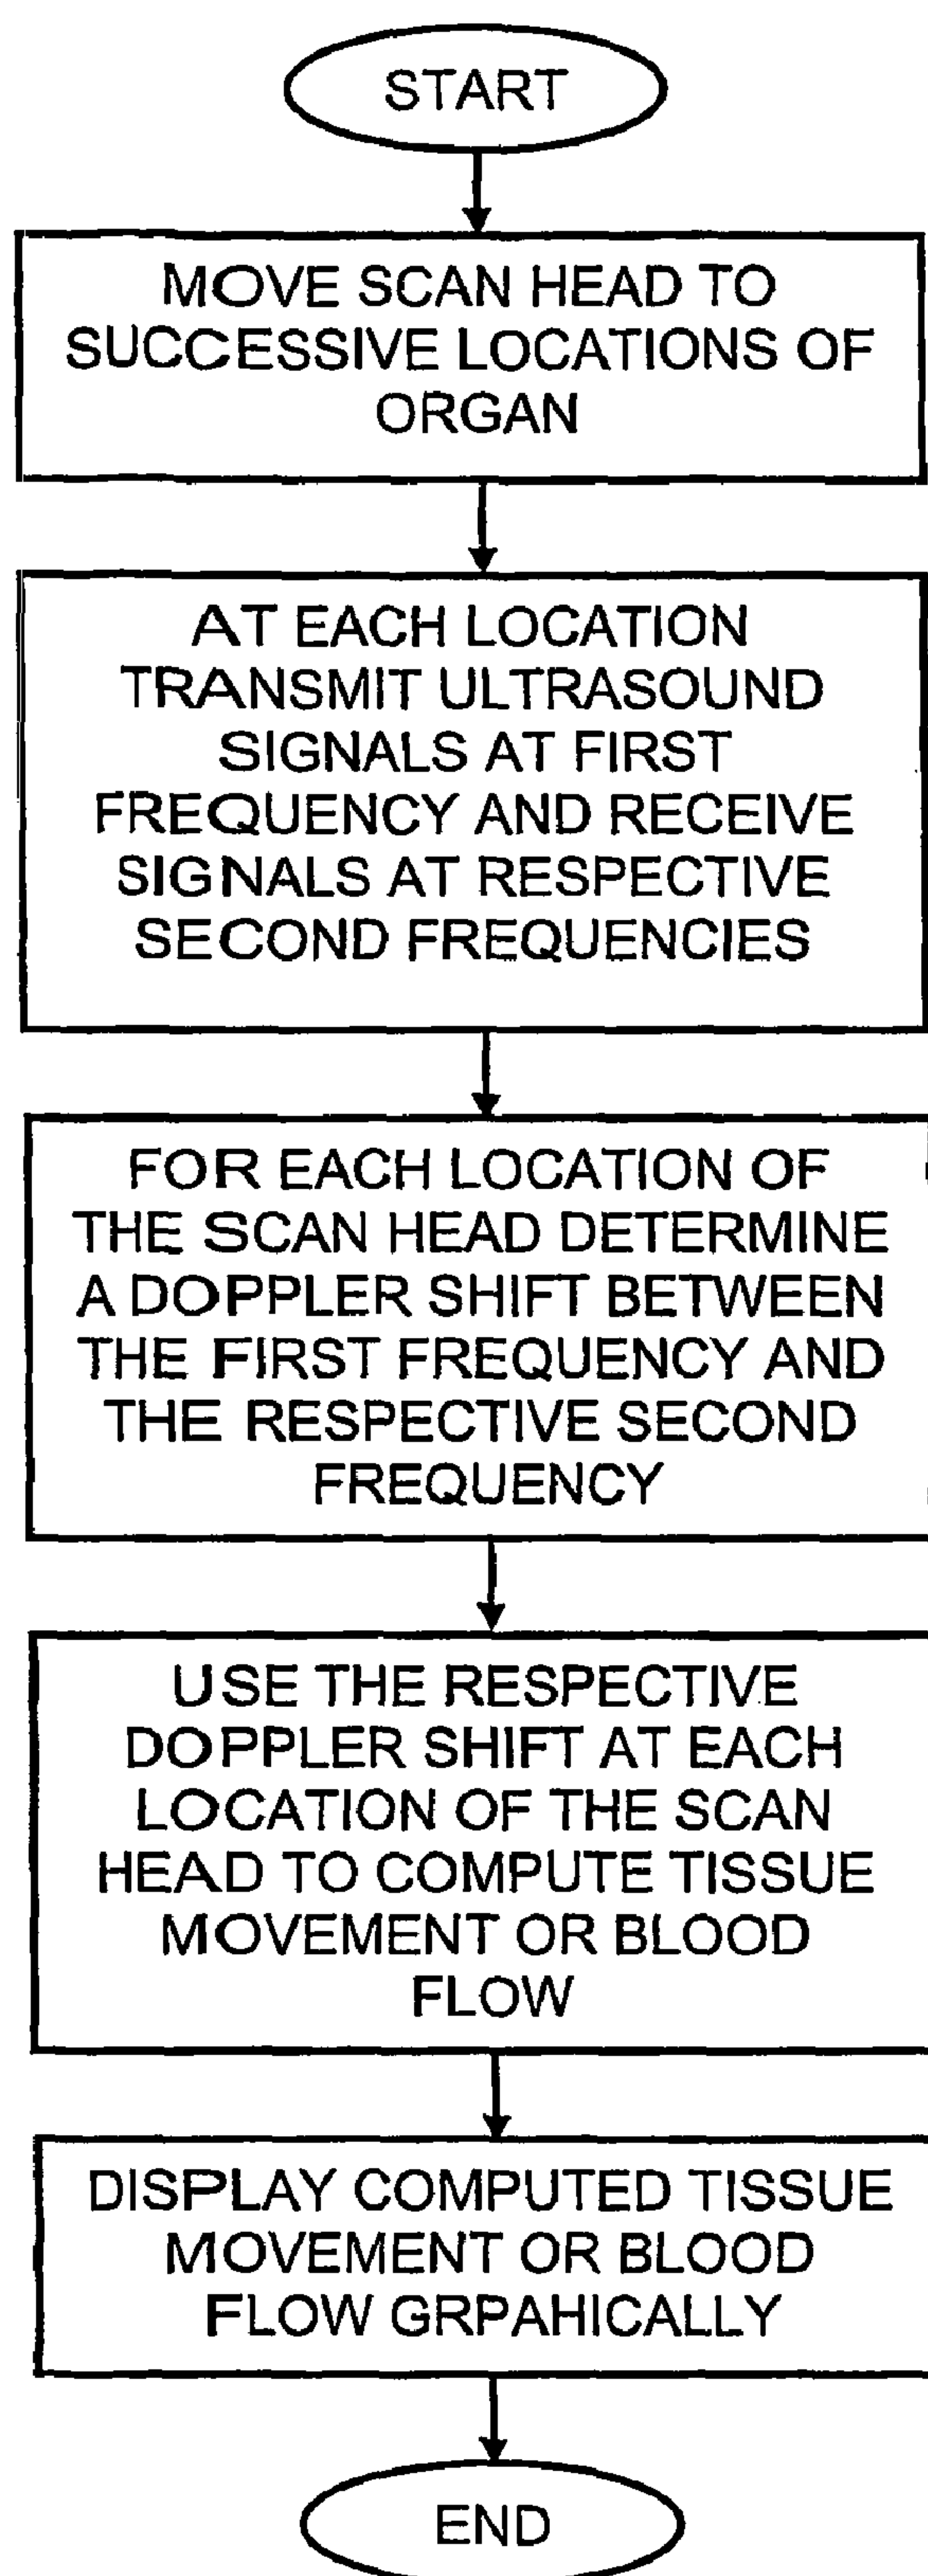 START
MOVE SCAN HEAD TO
SUCCESSIVE LOCATIONS OF
ORGAN
AT EACH LOCATION
TRANSMIT ULTRASOUND
SIGNALS AT FIRST
FREQUENCY AND RECEIVE
SIGNALS AT RESPECTIVE
SECOND FREQUENCIES
FOR EACH LOCATION OF
THE SCAN HEAD DETERMINE
A DOPPLER SHIFT BETWEEN
THE FIRST FREQUENCY AND
THE RESPECTIVE SECOND
FREQUENCY
USE THE RESPECTIVE
DOPPLER SHIFT AT EACH
LOCATION OF THE SCAN
HEAD TO COMPUTE TISSUE
MOVEMENT OR BLOOD
FLOW
DISPLAY COMPUTED TISSUE
MOVEMENT OR BLOOD
FLOW GRPAHICALLY
END